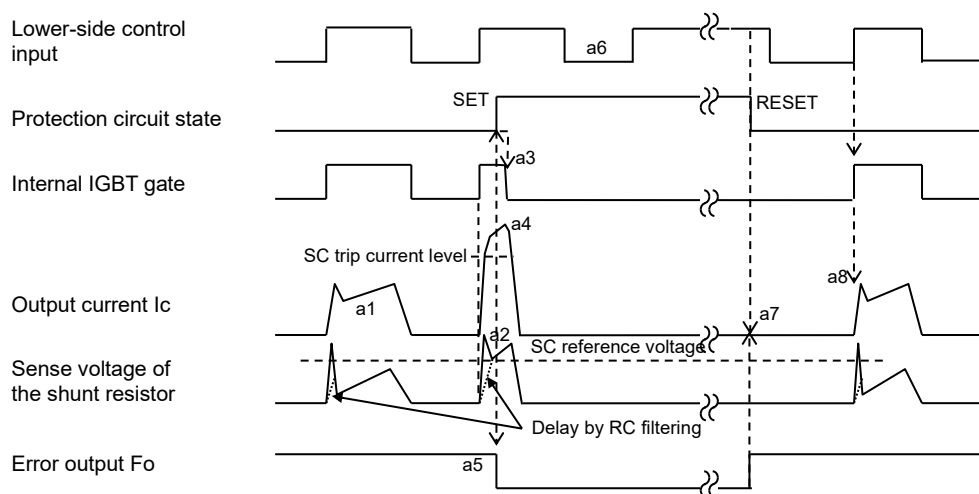 Lower-side control
input
a6
SET
RESET
Protection circuit state
a3
Internal IGBT gate
a4
SC trip current level
a8
Output current Ic
a1
a7
a2
SC reference voltage
Sense voltage of
the shunt resistor
Delay by RC filtering
Error output Fo
a5